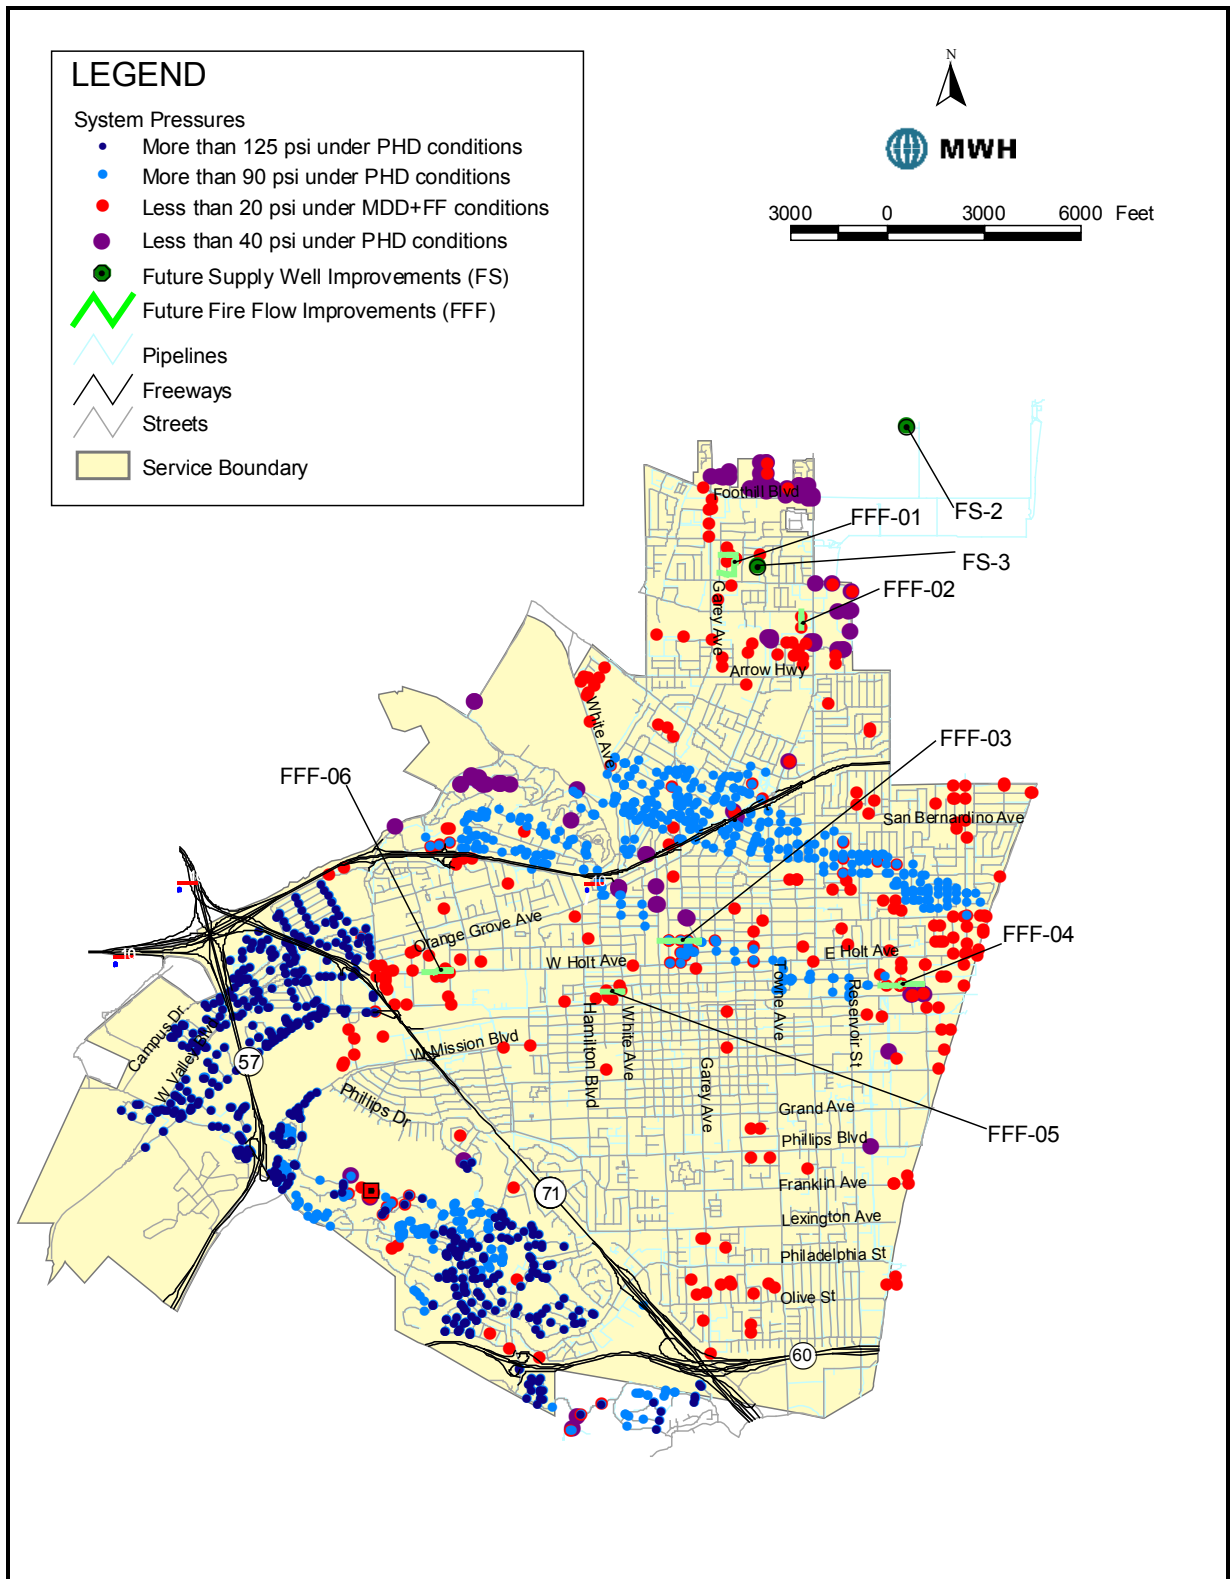 LEGEND
System Pressures
More than 125 psi under PHD conditions
More than 90 psi under PHD conditions
Less than 20 psi under MDD+FF conditions
Less than 40 psi under PHD conditions
Future Supply Well Improvements (FS)
Future Fire Flow Improvements (FFF)
Pipelines
Freeways
Streets
Service Boundary
N
MWH
3000 0 3000 6000 Feet
Foothill Blvd
FFF-01
FS-2
FS-3
FFF-02
Garey Ave
Arrow Hwy
White Ave
FFF-03
FFF-06
San Bernardino Ave
10
Orange Grove Ave
FFF-04
E Holt Ave
W Holt Ave
10
Towne Ave
Reservoir St
Campus Dr.
W Valley Blvd
57
W Mission Blvd
Hamilton Blvd
White Ave
Garey Ave
Phillips Dr
Grand Ave
Phillips Blvd
FFF-05
71
Franklin Ave
Lexington Ave
Philadelphia St
Olive St
60